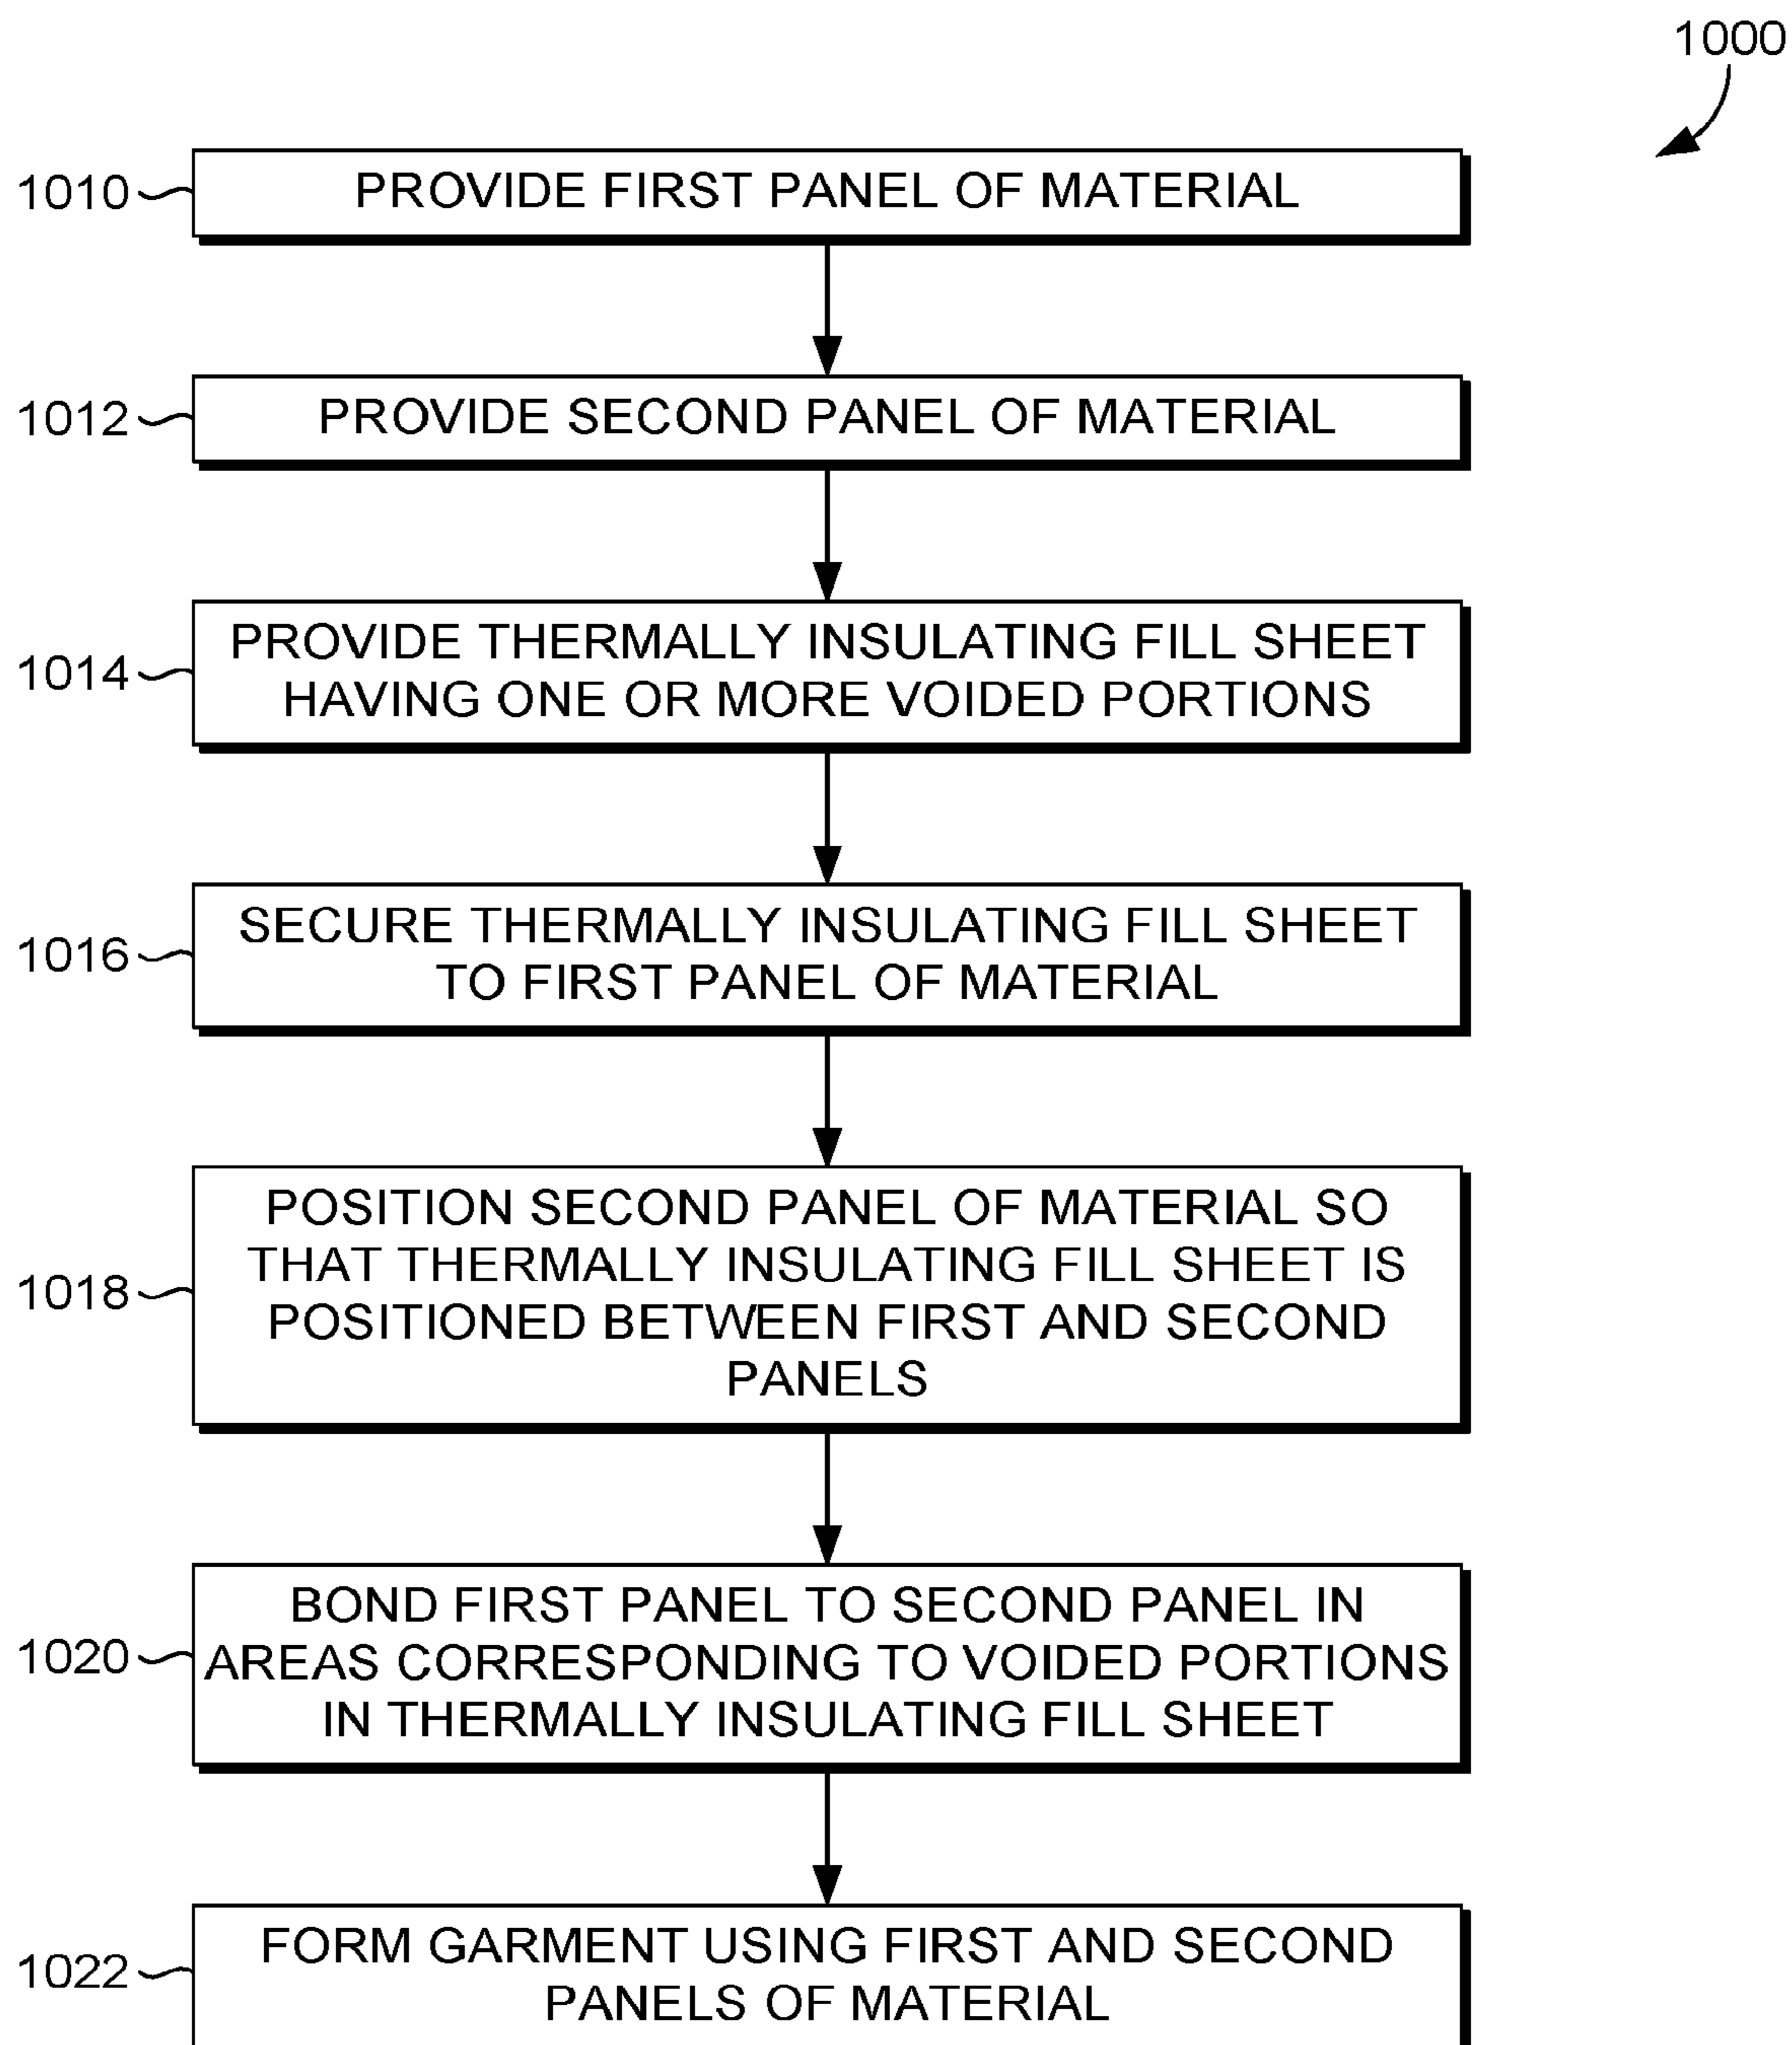 1000
1010
PROVIDE FIRST PANEL OF MATERIAL
1012
PROVIDE SECOND PANEL OF MATERIAL
1014
PROVIDE THERMALLY INSULATING FILL SHEET
HAVING ONE OR MORE VOIDED PORTIONS
1016
SECURE THERMALLY INSULATING FILL SHEET
TO FIRST PANEL OF MATERIAL
1018
POSITION SECOND PANEL OF MATERIAL SO
THAT THERMALLY INSULATING FILL SHEET IS
POSITIONED BETWEEN FIRST AND SECOND
PANELS
1020
BOND FIRST PANEL TO SECOND PANEL IN
AREAS CORRESPONDING TO VOIDED PORTIONS
IN THERMALLY INSULATING FILL SHEET
1022
FORM GARMENT USING FIRST AND SECOND
PANELS OF MATERIAL